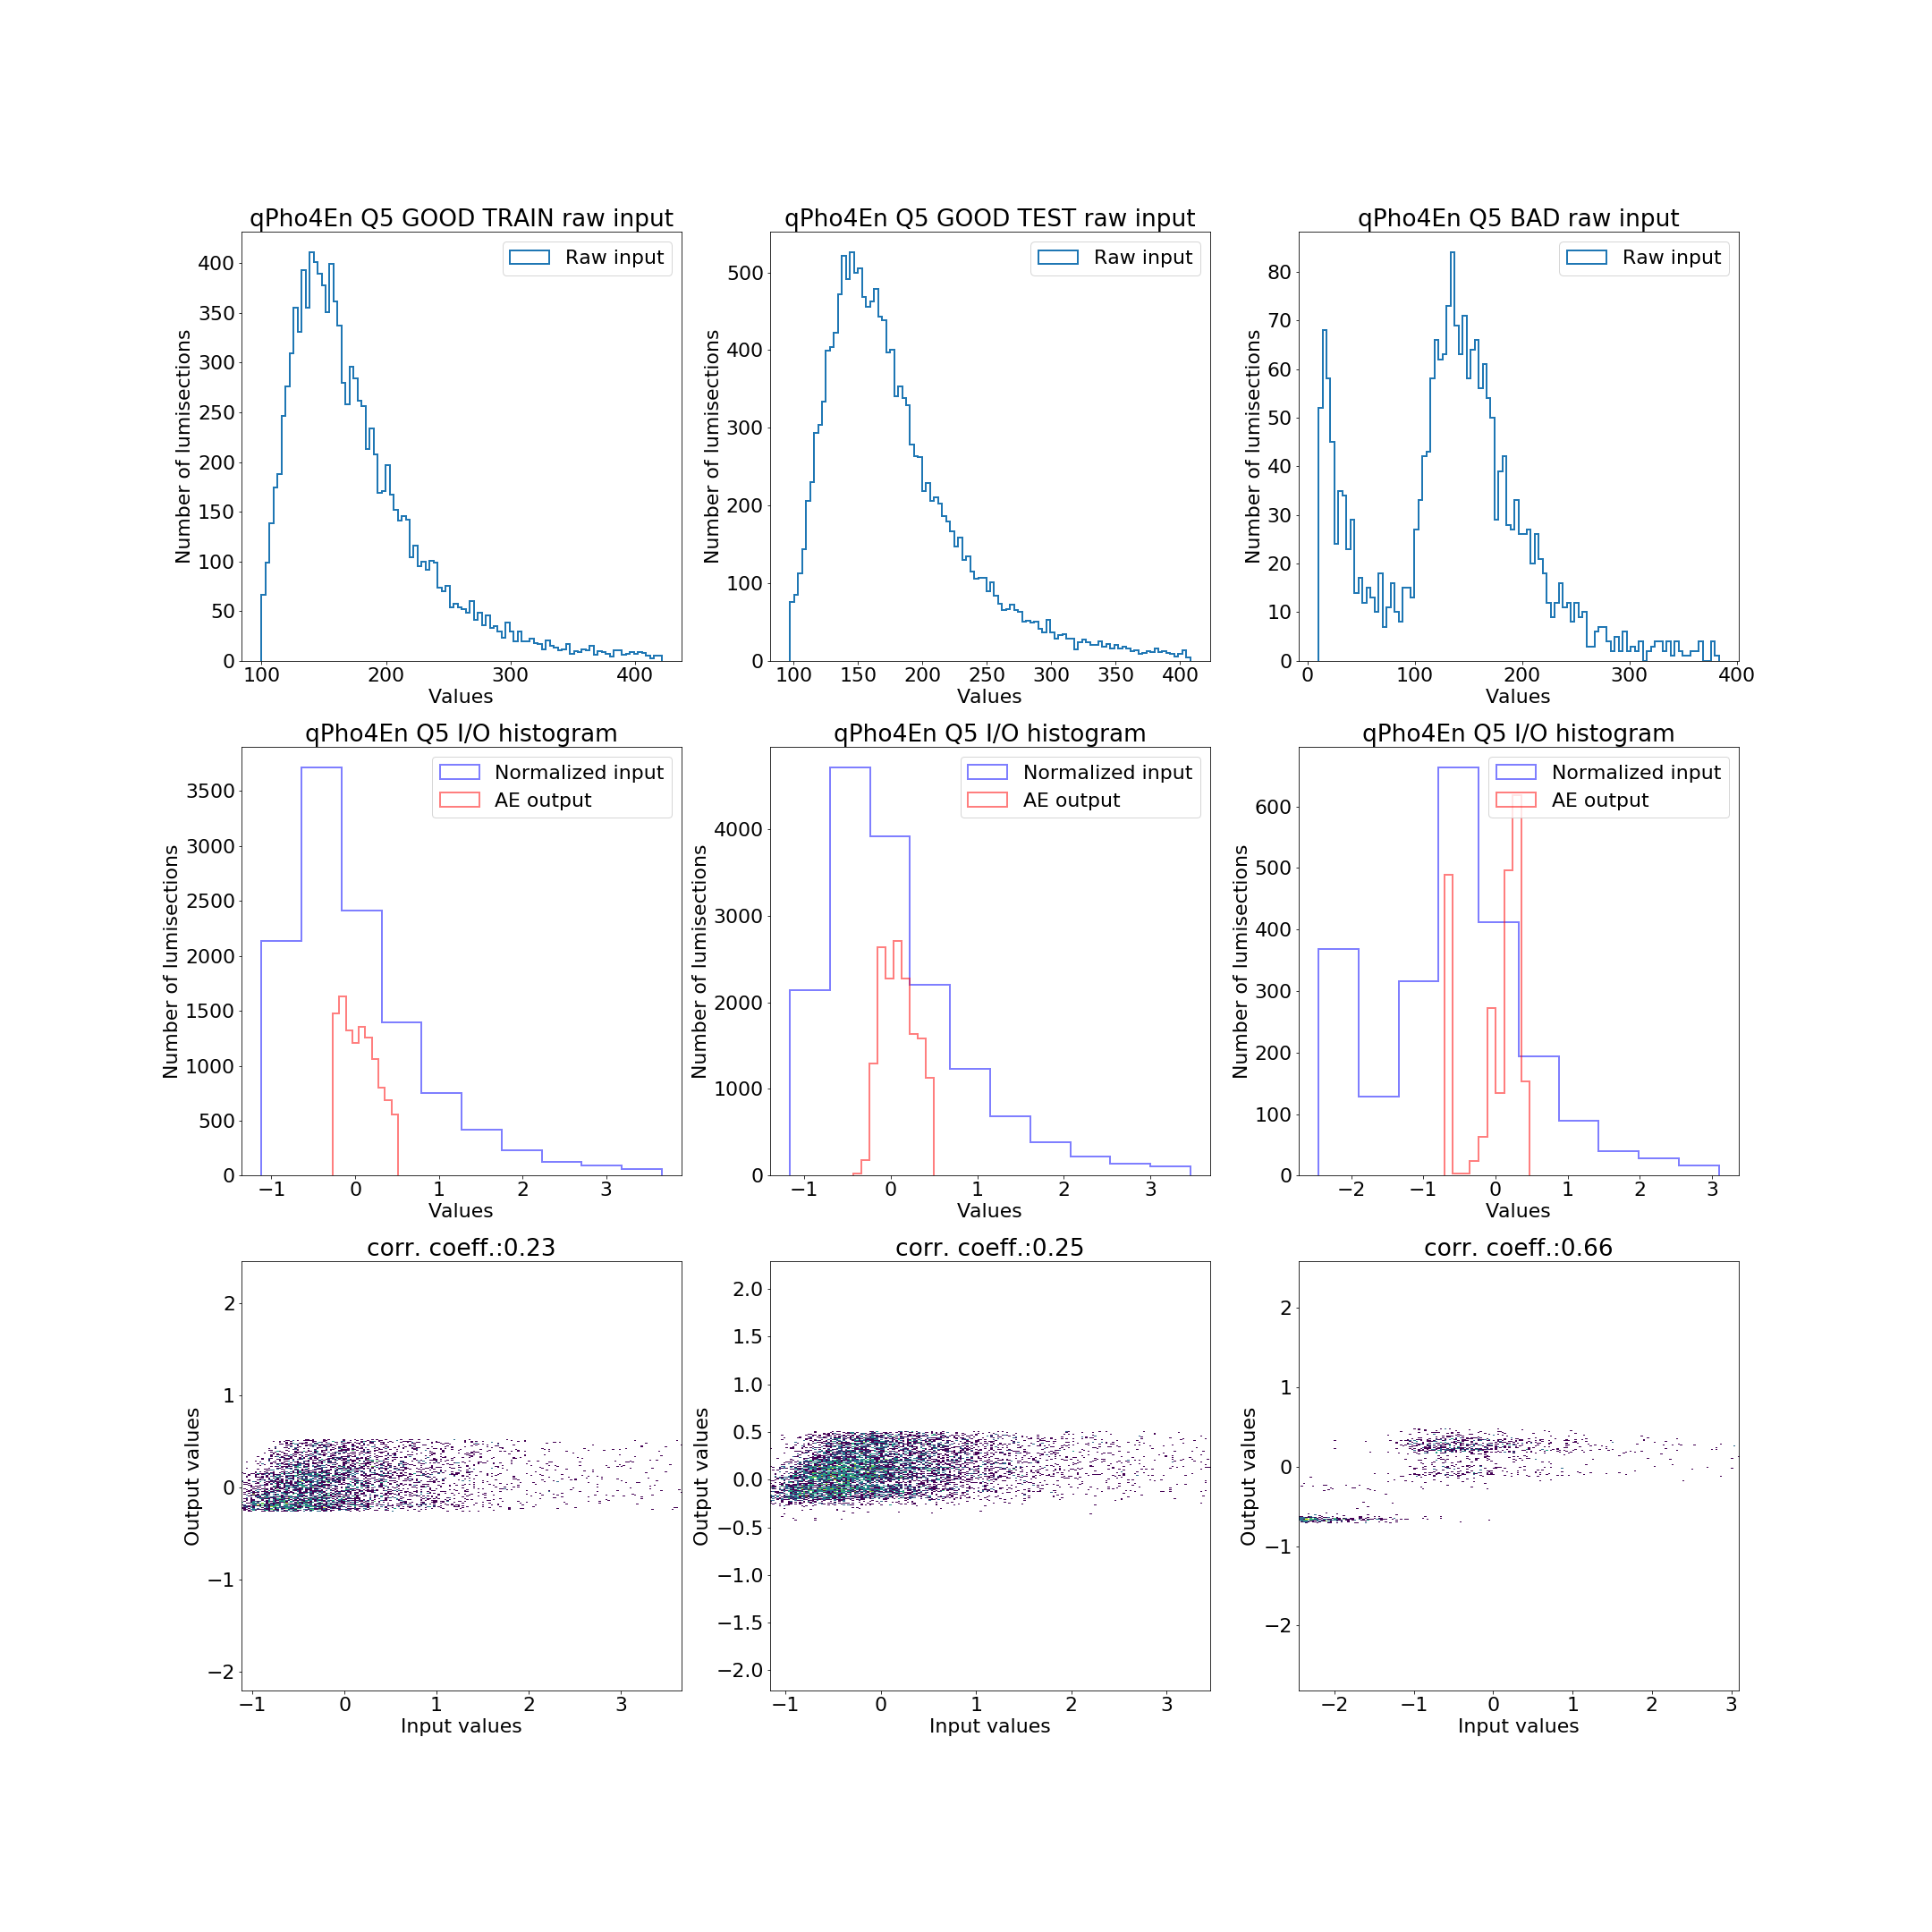 qPho4En Q5 GOOD TRAIN raw input
Raw input
Number of lumisections
400
350
300
250
200
150
100
50
0
100 200 300 400
Values
qPho4En Q5 GOOD TEST raw input
Raw input
Number of lumisections
500
400
300
200
100
0
100 150 200 250 300 350 400
Values
qPho4En Q5 BAD raw input
Raw input
Number of lumisections
80
70
60
50
40
30
20
10
0
0 100 200 300 400
Values
qPho4En Q5 I/O histogram
Normalized input
AE output
Number of lumisections
3500
3000
2500
2000
1500
1000
500
0
−1 0 1 2 3
Values
qPho4En Q5 I/O histogram
Normalized input
AE output
Number of lumisections
4000
3000
2000
1000
0
−1 0 1 2 3
Values
qPho4En Q5 I/O histogram
Normalized input
AE output
Number of lumisections
600
500
400
300
200
100
0
−2 −1 0 1 2 3
Values
corr. coeff.:0.23
Output values
2
1
0
−1
−2
−1 0 1 2 3
Input values
corr. coeff.:0.25
Output values
2.0
1.5
1.0
0.5
0.0
−0.5
−1.0
−1.5
−2.0
−1 0 1 2 3
Input values
corr. coeff.:0.66
Output values
2
1
0
−1
−2
−2 −1 0 1 2 3
Input values